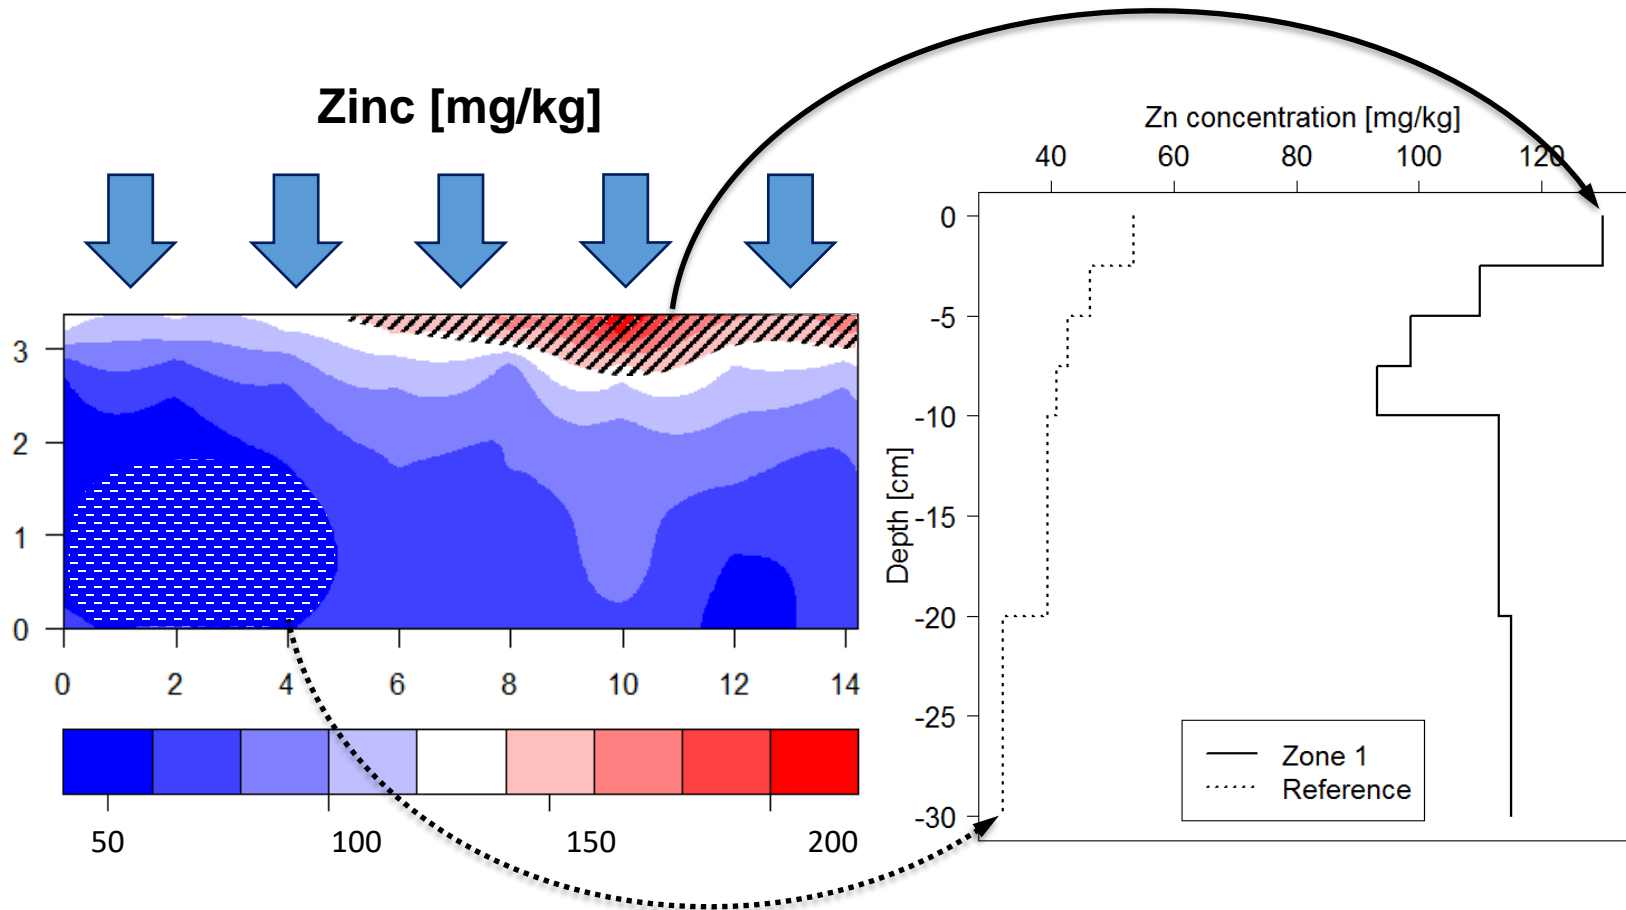 Zinc [mg/kg]
3
2
1
0
0 2 4 6 8 10 12 14
50 100 150 200
Zn concentration [mg/kg]
40 60 80 100 120
0
-5
-10
-15
-20
-25
-30
Depth [cm]
Zone 1
Reference